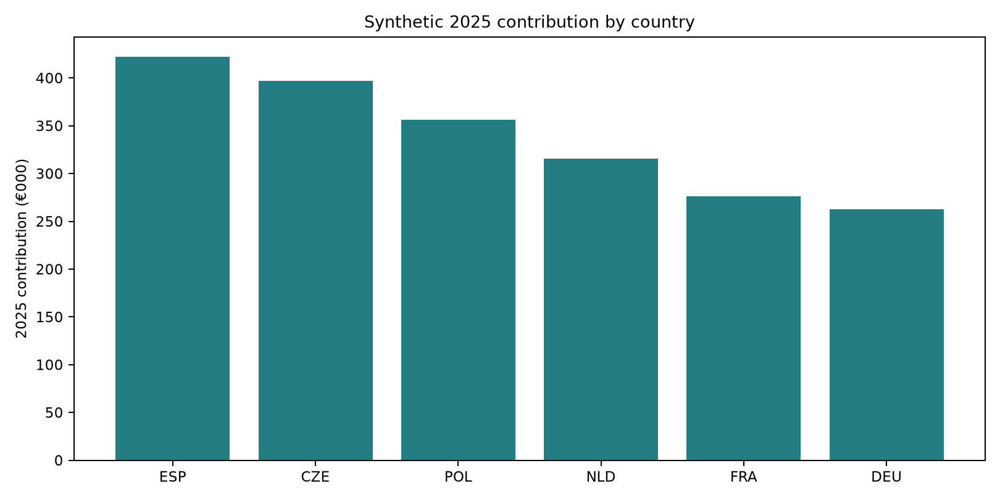 Synthetic 2025 contribution by country
2025 contribution (€000)
400
350
300
250
200
150
100
50
0
ESP
CZE
POL
NLD
FRA
DEU